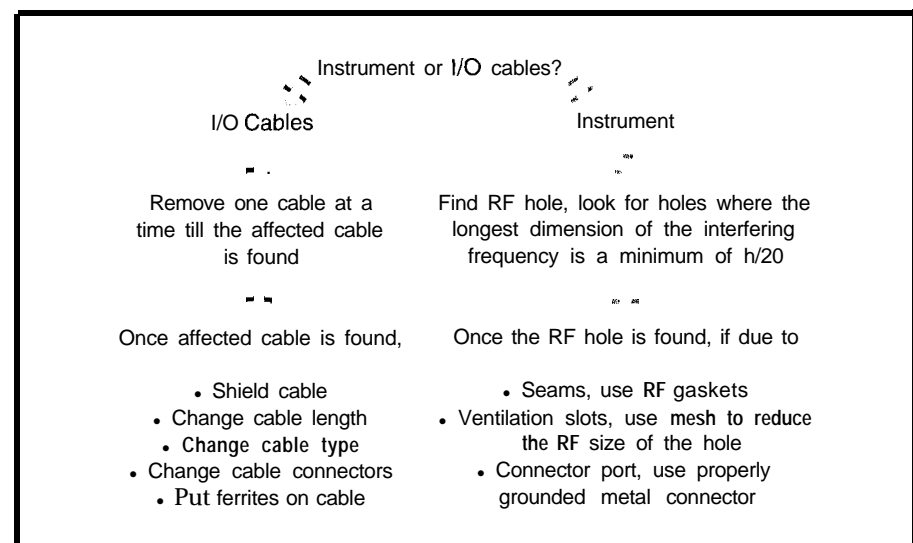 Instrument or I/O cables?
I/O Cables
Instrument
Remove one cable at a
time till the affected cable
is found
Find RF hole, look for holes where the
longest dimension of the interfering
frequency is a minimum of h/20
Once affected cable is found,
• Shield cable
• Change cable length
• Change cable type
• Change cable connectors
• Put ferrites on cable
Once the RF hole is found, if due to
• Seams, use RF gaskets
• Ventilation slots, use mesh to reduce
the RF size of the hole
• Connector port, use properly
grounded metal connector